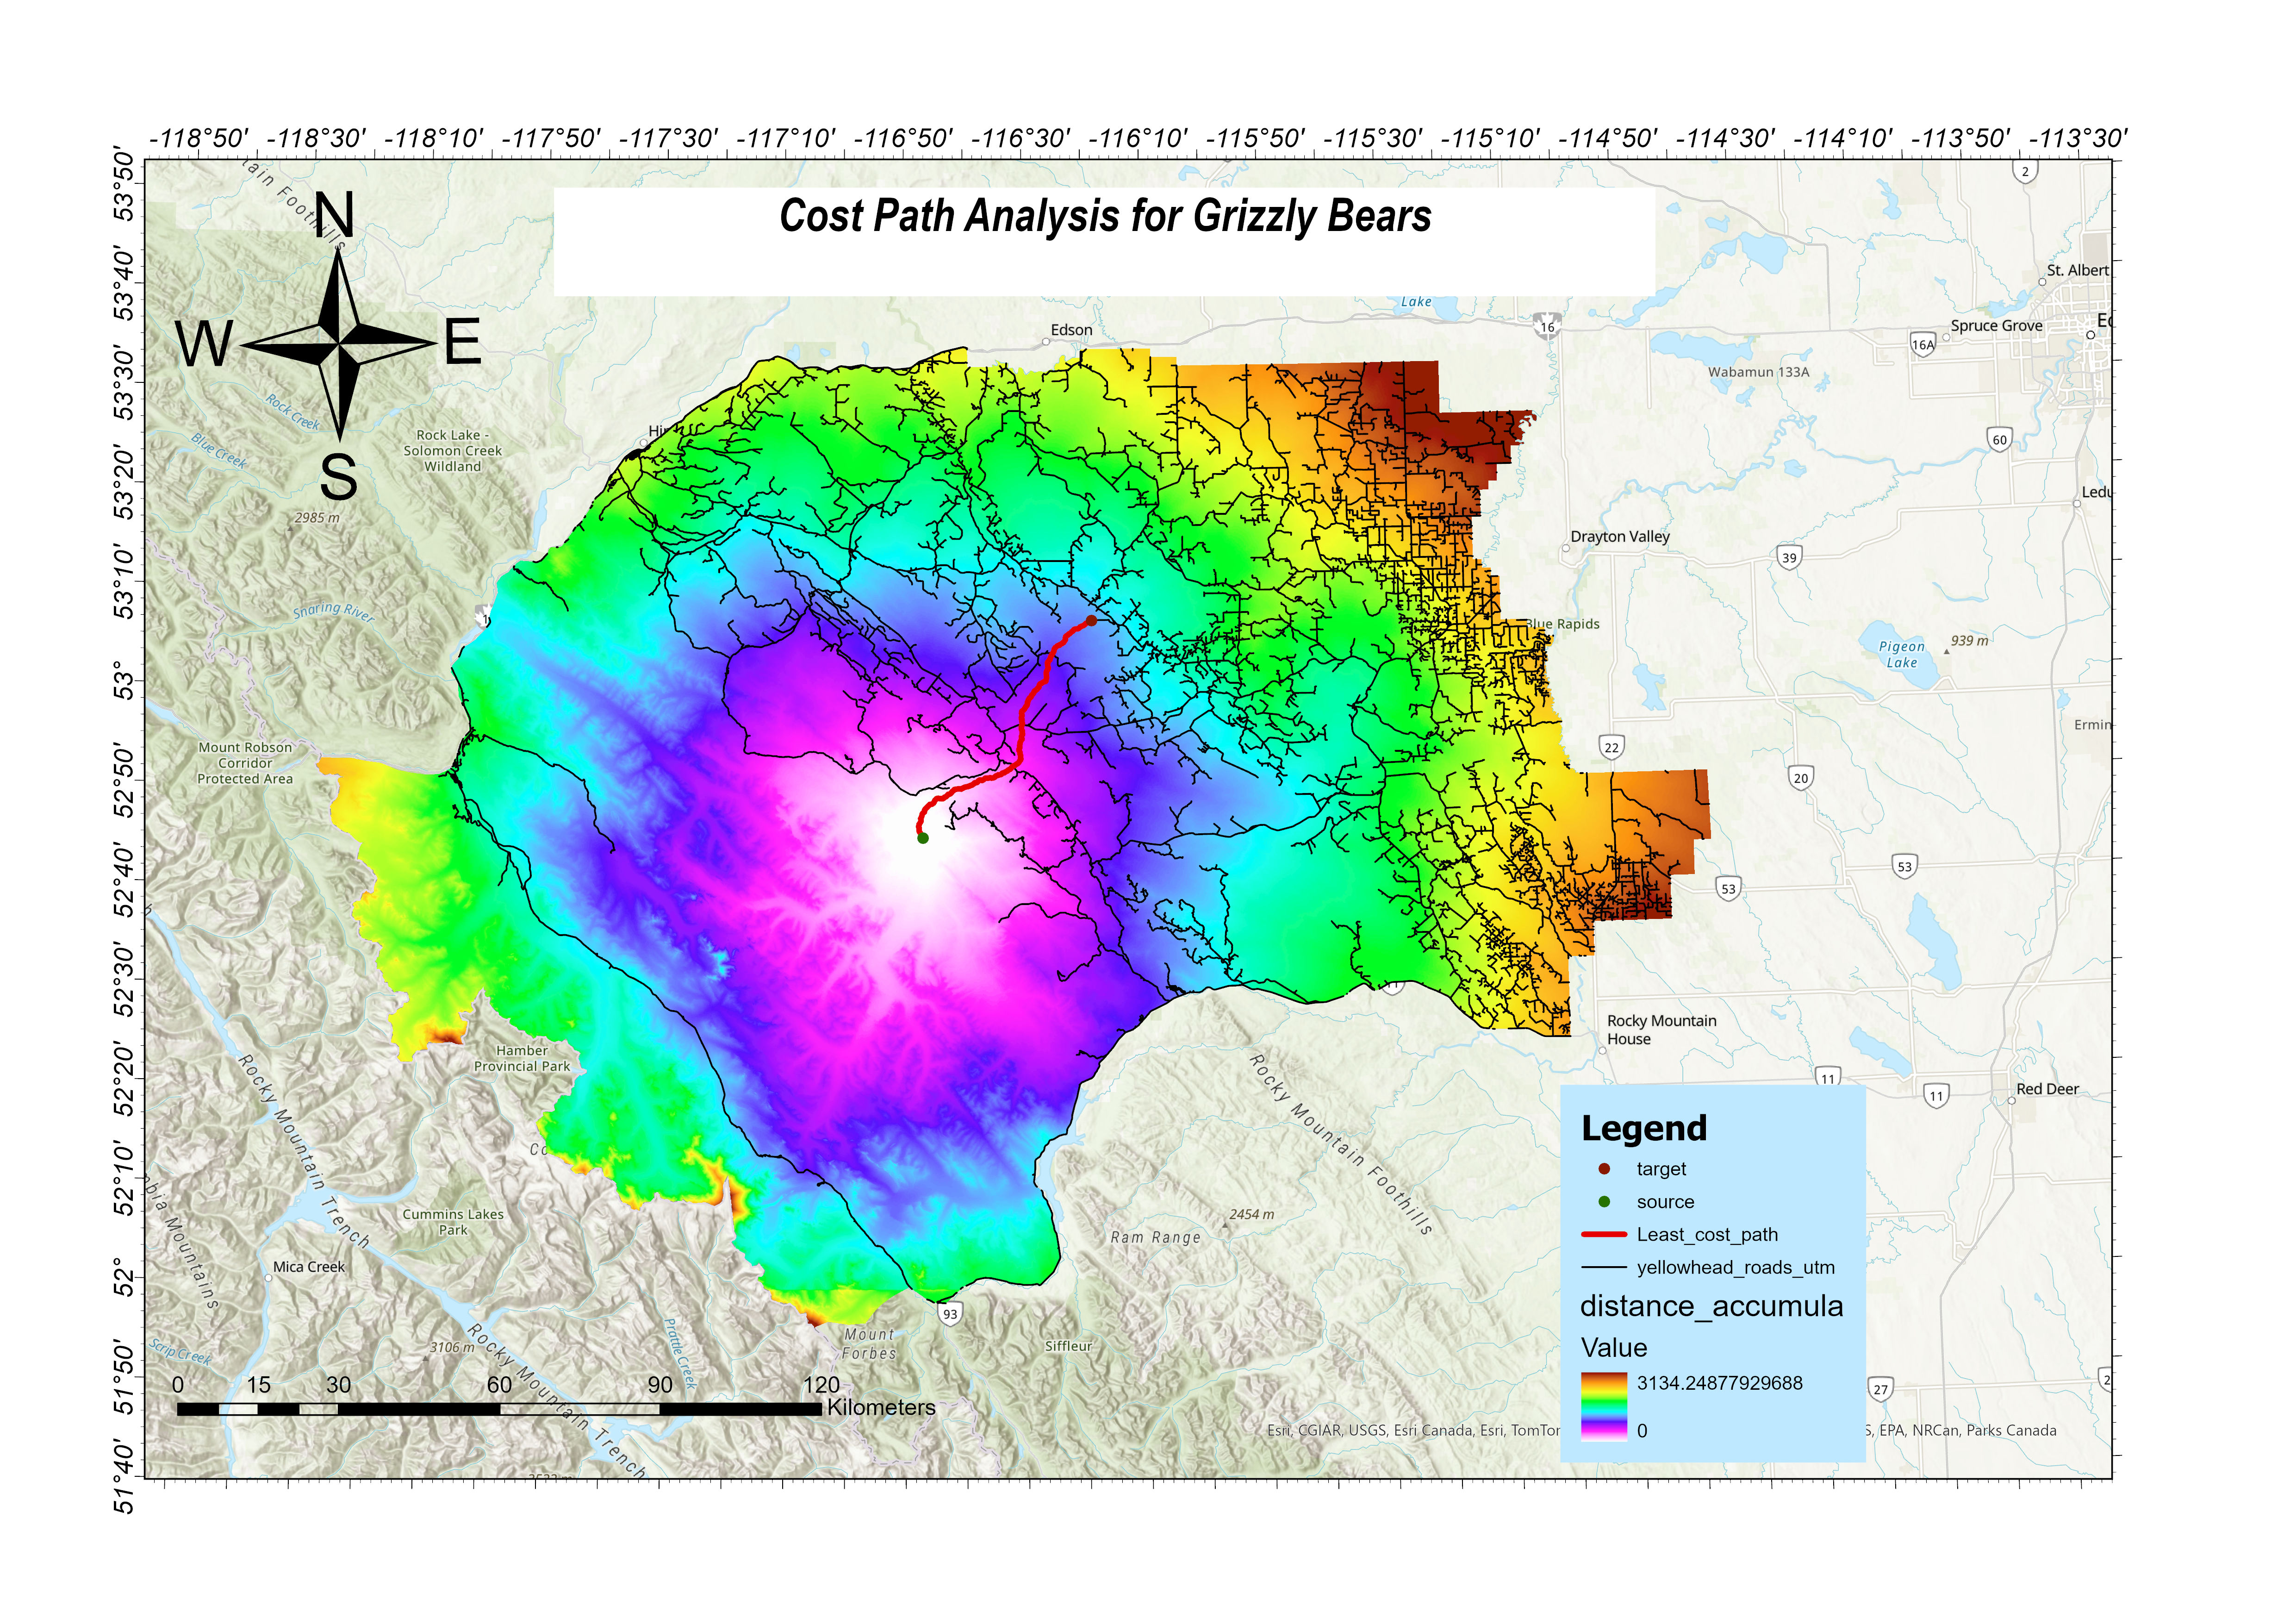 -118°50' -118°30' -118°10' -117°50' -117°30' -117°10' -116°50' -116°30' -116°10' -115°50' -115°30' -115°10' -114°50' -114°30' -114°10' -113°50' -113°30'
53°50'
53°40'
53°30'
53°20'
53°10'
53°
52°50'
52°40'
52°30'
52°20'
52°10'
52°
51°50'
51°40'
Cost Path Analysis for Grizzly Bears
N
W
E
S
tain Foothills
2
St. Albert
Lake
Edson
16
Spruce Grove
16A
Wabamun 133A
Rock Creek
Blue Creek
Rock Lake -
Solomon Creek
Wildland
60
2985 m
Drayton Valley
39
Snaring River
Blue Rapids
Pigeon
Lake
939 m
Mount Robson
Corridor
Protected Area
22
20
53
53
Hamber
Provincial Park
Rocky Mountain
House
11
11
Red Deer
Rocky Mountain Trench
Rocky Mountain Foothills
Cummins Lakes
Park
2454 m
Ram Range
Mica Creek
93
Mount
Forbes
Siffleur
Scrip Creek
3106 m
Rocky Mountain Trench
Prattle Creek
27
0 15 30 60 90 120
Kilometers
Legend
target
source
Least_cost_path
yellowhead_roads_utm
distance_accumula
Value
3134.24877929688
0
Esri, CGIAR, USGS, Esri Canada, Esri, TomTo
S, EPA, NRCan, Parks Canada